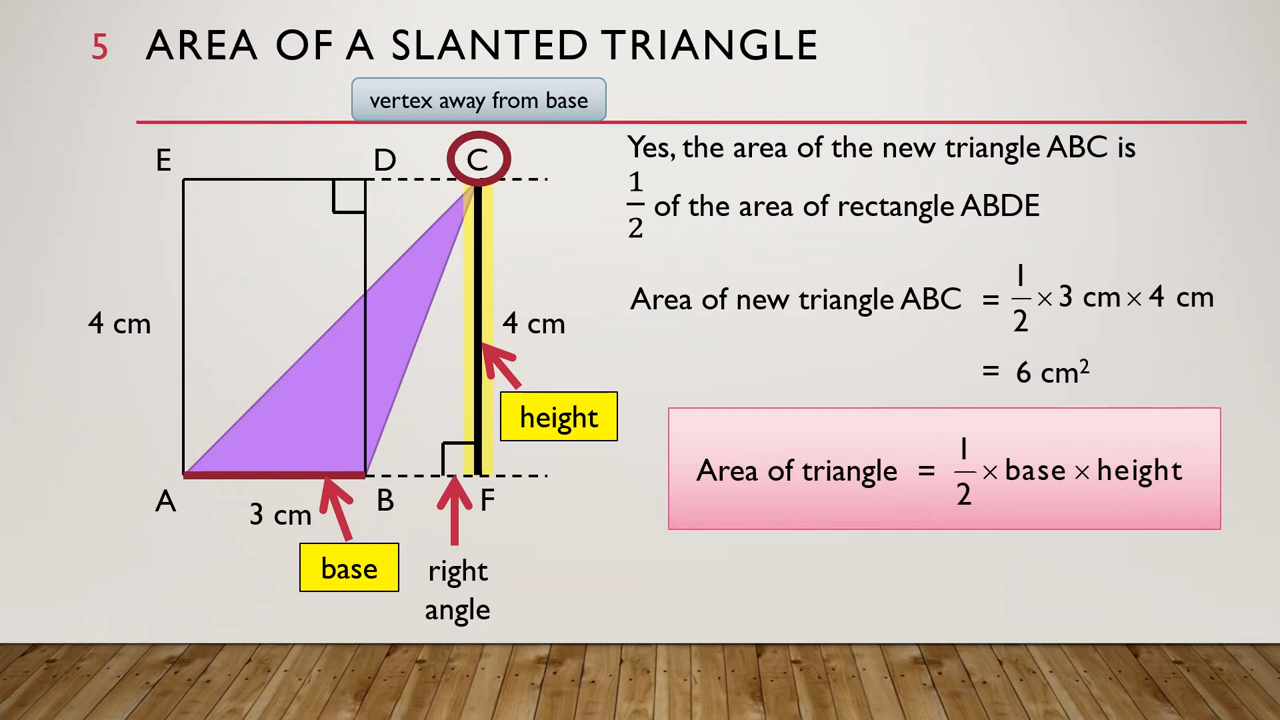 5 AREA OF A SLANTED TRIANGLE
vertex away from base
E D C
4 cm
4 cm
height
A B F
3 cm
base
right
angle
Yes, the area of the new triangle ABC is
1/2 of the area of rectangle ABDE
Area of new triangle ABC = 1/2 × 3 cm × 4 cm
= 6 cm²
Area of triangle = 1/2 × base × height